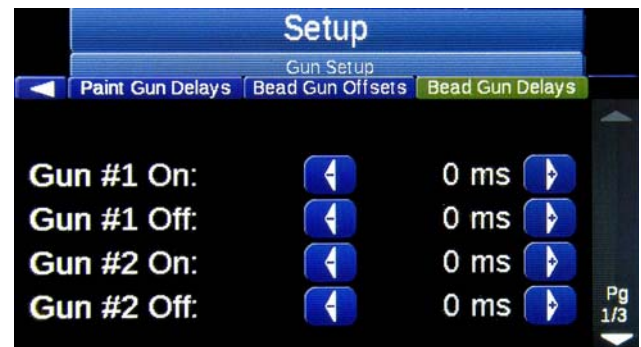 Setup
Gun Setup
Paint Gun Delays Bead Gun Offsets Bead Gun Delays
Gun #1 On: - 0 ms +
Gun #1 Off: - 0 ms +
Gun #2 On: - 0 ms +
Gun #2 Off: - 0 ms +
Pg
1/3